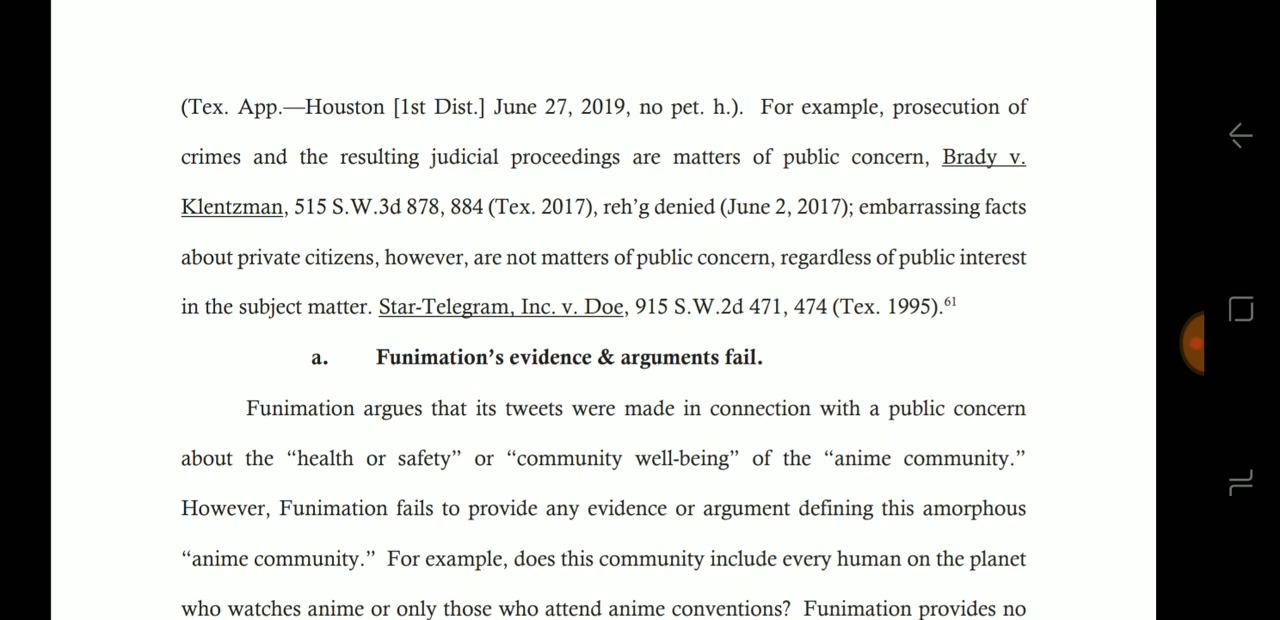 (Tex. App.—Houston [1st Dist.] June 27, 2019, no pet. h.). For example, prosecution of
crimes and the resulting judicial proceedings are matters of public concern, Brady v.
Klentzman, 515 S.W.3d 878, 884 (Tex. 2017), reh’g denied (June 2, 2017); embarrassing facts
about private citizens, however, are not matters of public concern, regardless of public interest
in the subject matter. Star-Telegram, Inc. v. Doe, 915 S.W.2d 471, 474 (Tex. 1995).⁶¹
a. Funimation’s evidence & arguments fail.
Funimation argues that its tweets were made in connection with a public concern
about the “health or safety” or “community well-being” of the “anime community.”
However, Funimation fails to provide any evidence or argument defining this amorphous
“anime community.” For example, does this community include every human on the planet
who watches anime or only those who attend anime conventions? Funimation provides no